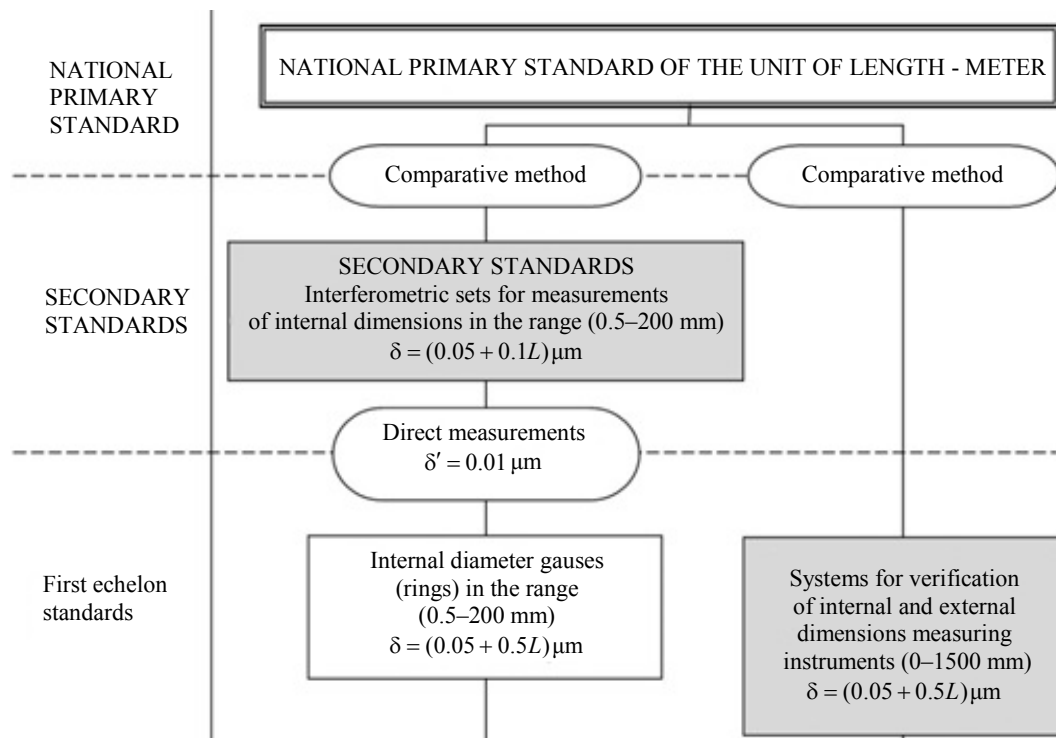 NATIONAL
PRIMARY
STANDARD
NATIONAL PRIMARY STANDARD OF THE UNIT OF LENGTH - METER
Comparative method
Comparative method
SECONDARY
STANDARDS
SECONDARY STANDARDS
Interferometric sets for measurements
of internal dimensions in the range (0.5–200 mm)
δ = (0.05 + 0.1L) μm
Direct measurements
δ′ = 0.01 μm
First echelon
standards
Internal diameter gauses
(rings) in the range
(0.5–200 mm)
δ = (0.05 + 0.5L) μm
Systems for verification
of internal and external
dimensions measuring
instruments (0–1500 mm)
δ = (0.05 + 0.5L) μm